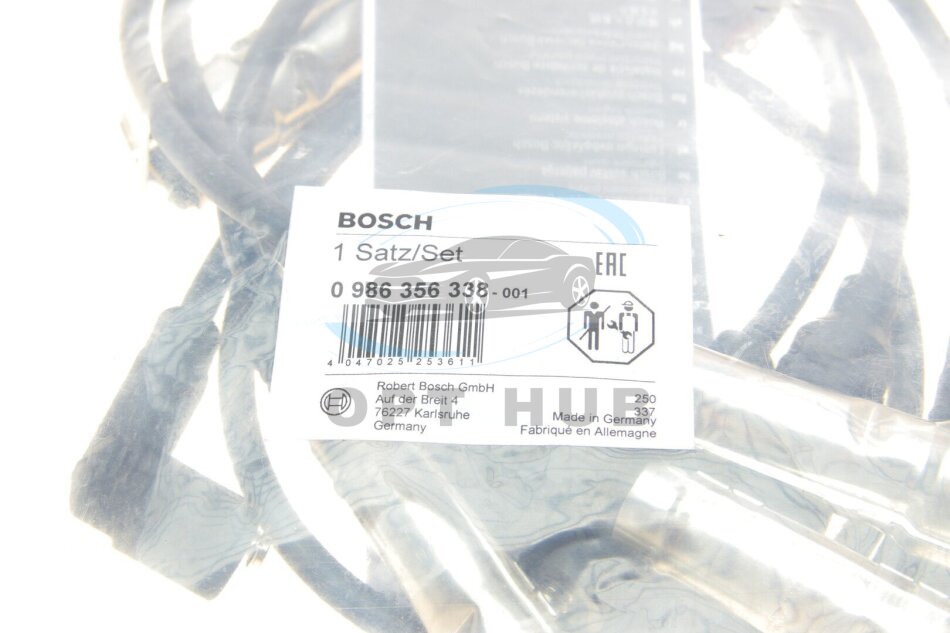 BOSCH
1 Satz/Set
EAC
0 986 356 338 - 001
4 047025 253611
Robert Bosch GmbH
Auf der Breit 4
76227 Karlsruhe
Germany
250
337
Made in Germany
Fabriqué en Allemagne
HUB